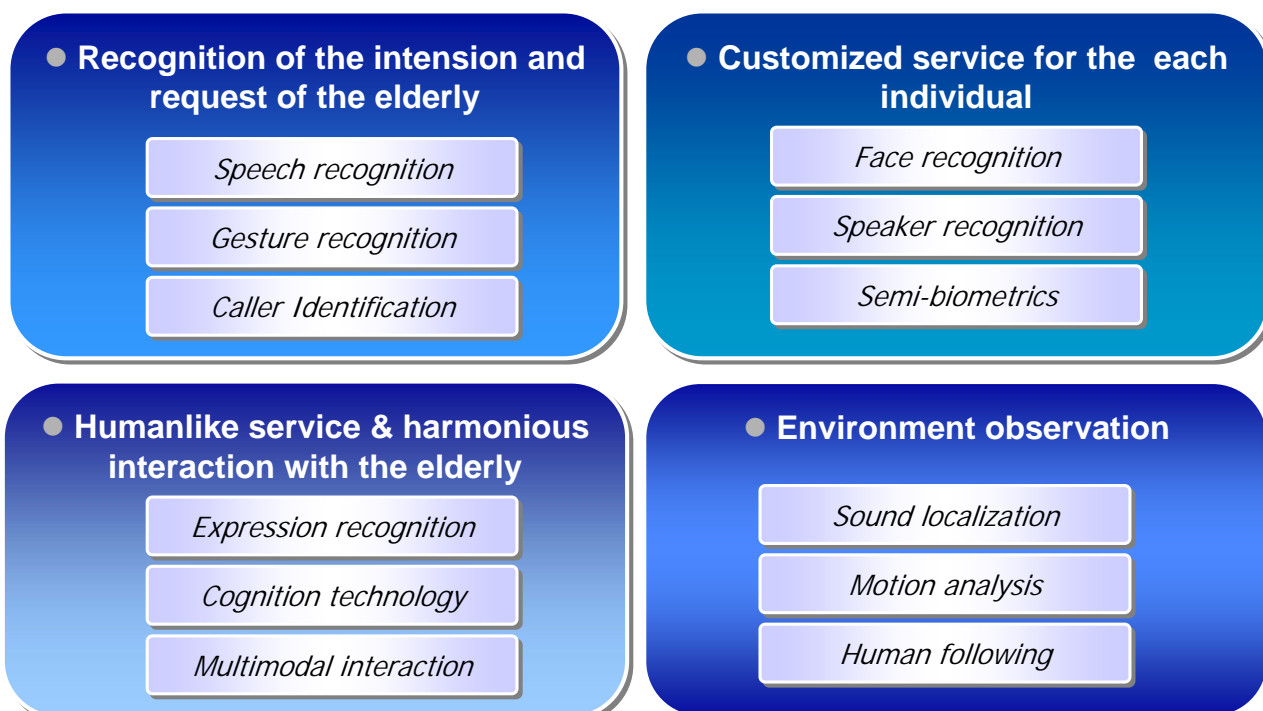 ● Recognition of the intension and
request of the elderly
Speech recognition
Gesture recognition
Caller Identification
● Customized service for the each
individual
Face recognition
Speaker recognition
Semi-biometrics
● Humanlike service & harmonious
interaction with the elderly
Expression recognition
Cognition technology
Multimodal interaction
● Environment observation
Sound localization
Motion analysis
Human following